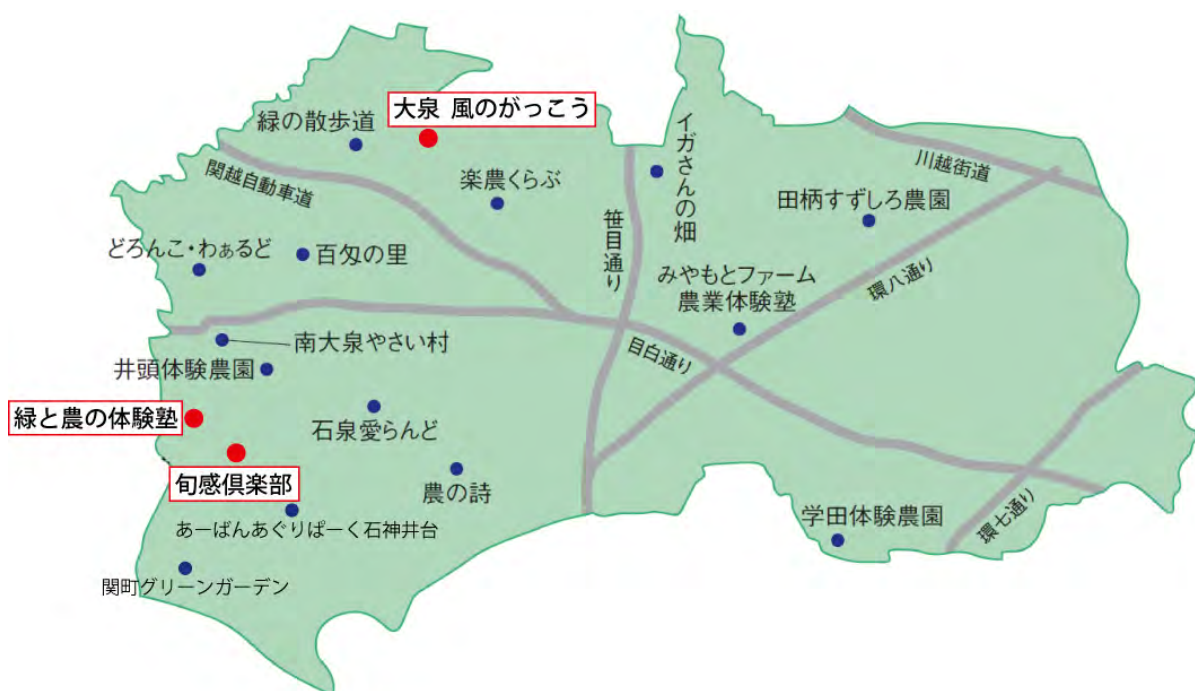 大泉 風のがっこう
緑の散歩道
イガさんの畑
川越街道
関越自動車道
楽農くらぶ
田柄すずしろ農園
笹目通り
どろんこ・わぁるど
百匁の里
みやもとファーム
農業体験塾
環八通り
南大泉やさい村
目白通り
井頭体験農園
緑と農の体験塾
石泉愛らんど
旬感倶楽部
農の詩
あーばんあぐりぱーく石神井台
学田体験農園
環七通り
関町グリーンガーデン